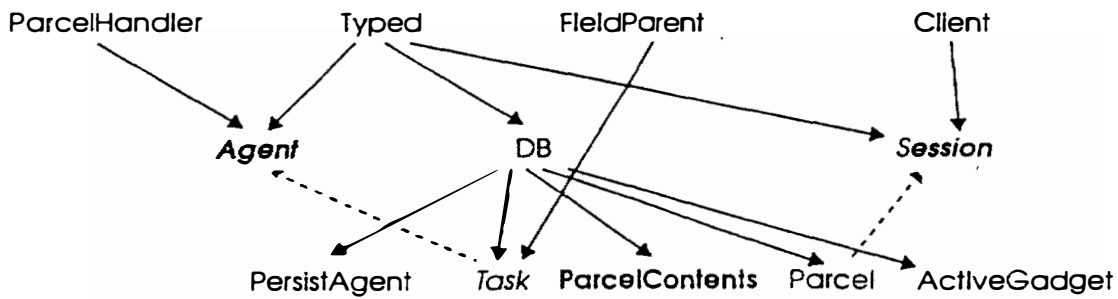 ParcelHandler Typed FieldParent Client
Agent DB Session
PersistAgent Task ParcelContents Parcel ActiveGadget